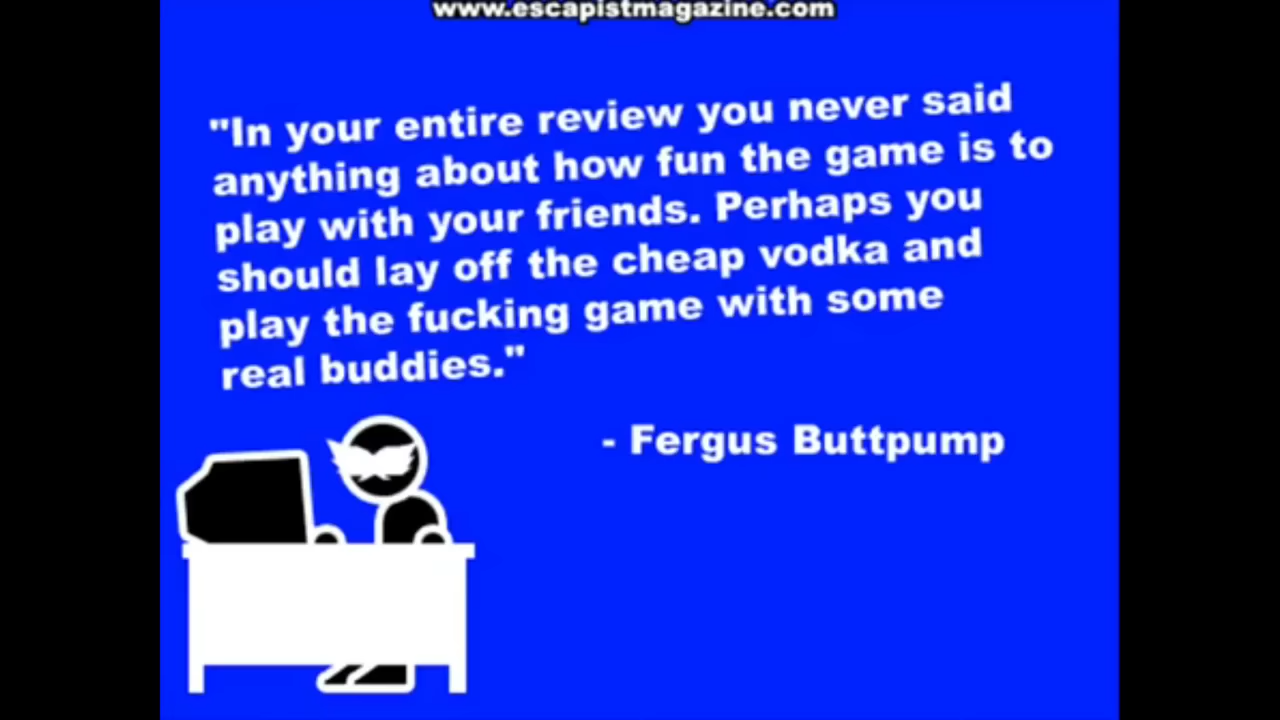 www.escapistmagazine.com
"In your entire review you never said
anything about how fun the game is to
play with your friends. Perhaps you
should lay off the cheap vodka and
play the fucking game with some
real buddies."
- Fergus Buttpump